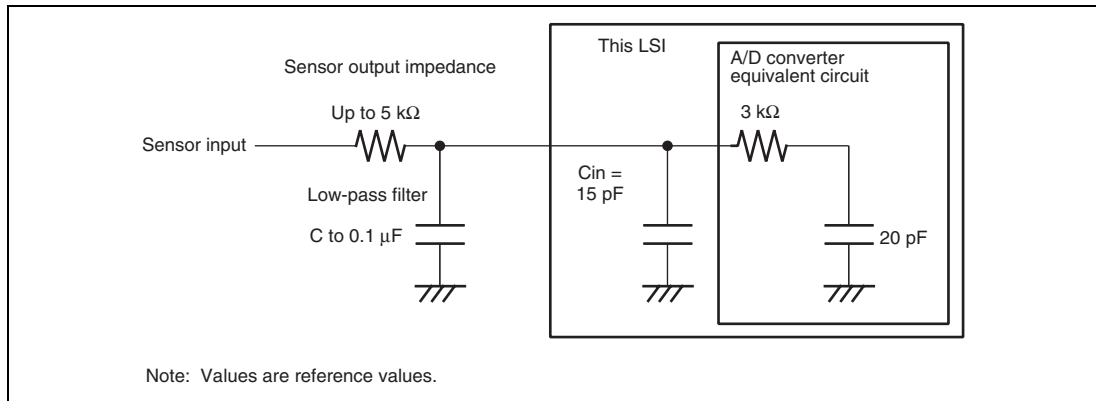 This LSI
A/D converter
equivalent circuit
Sensor output impedance
Up to 5 kΩ
3 kΩ
Sensor input
Cin =
15 pF
Low-pass filter
C to 0.1 μF
20 pF
Note: Values are reference values.